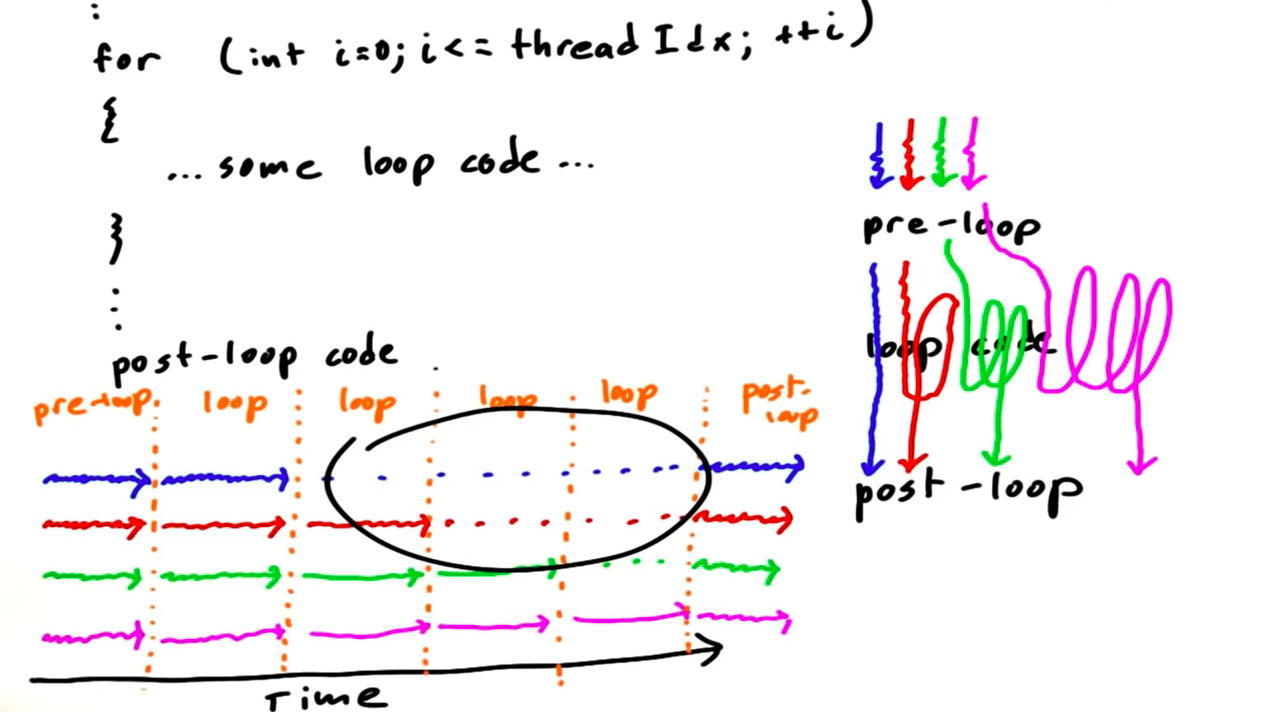 :
for (int i=0; i<= threadIdx; ++i)
{
... some loop code ...
}
post-loop code
pre-loop loop loop loop loop post-loop
Time
pre-loop
loop code
post-loop